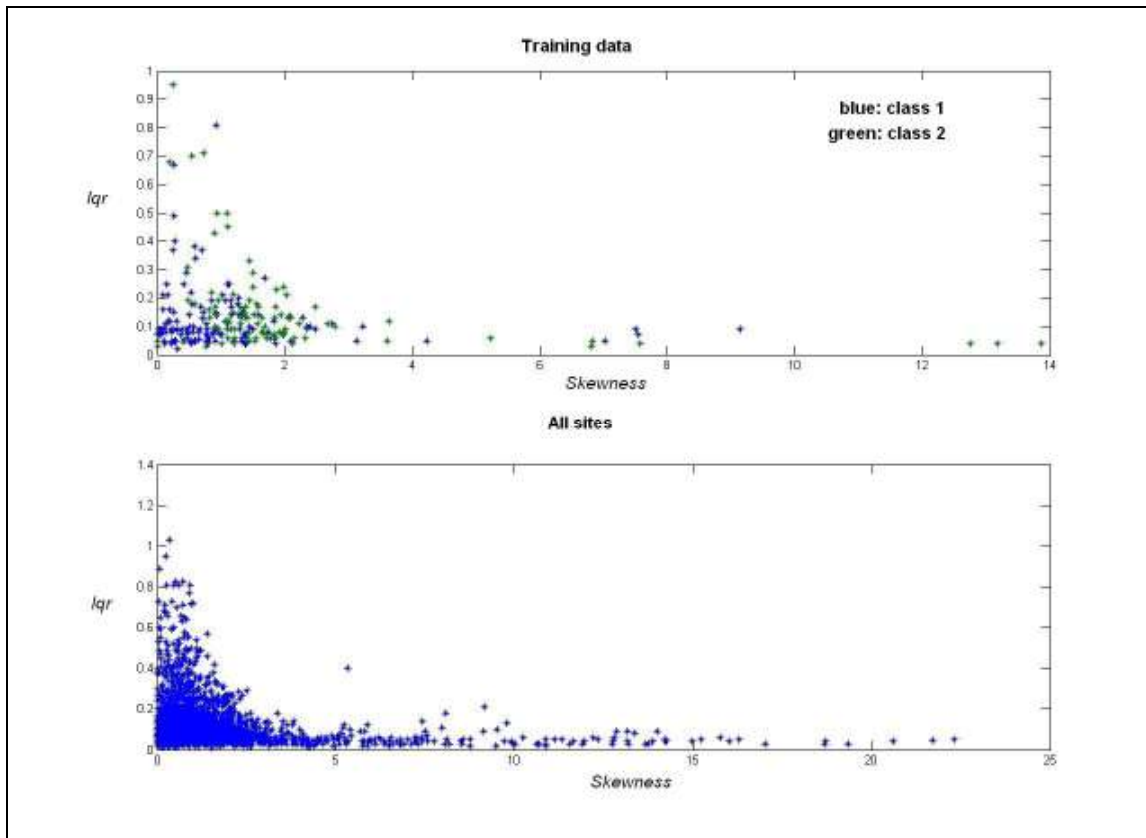 Training data
blue: class 1
green: class 2
Iqr
1
0.9
0.8
0.7
0.6
0.5
0.4
0.3
0.2
0.1
0
0 2 4 6 8 10 12 14
Skewness
All sites
Iqr
1.4
1.2
1
0.8
0.6
0.4
0.2
0
0 5 10 15 20 25
Skewness